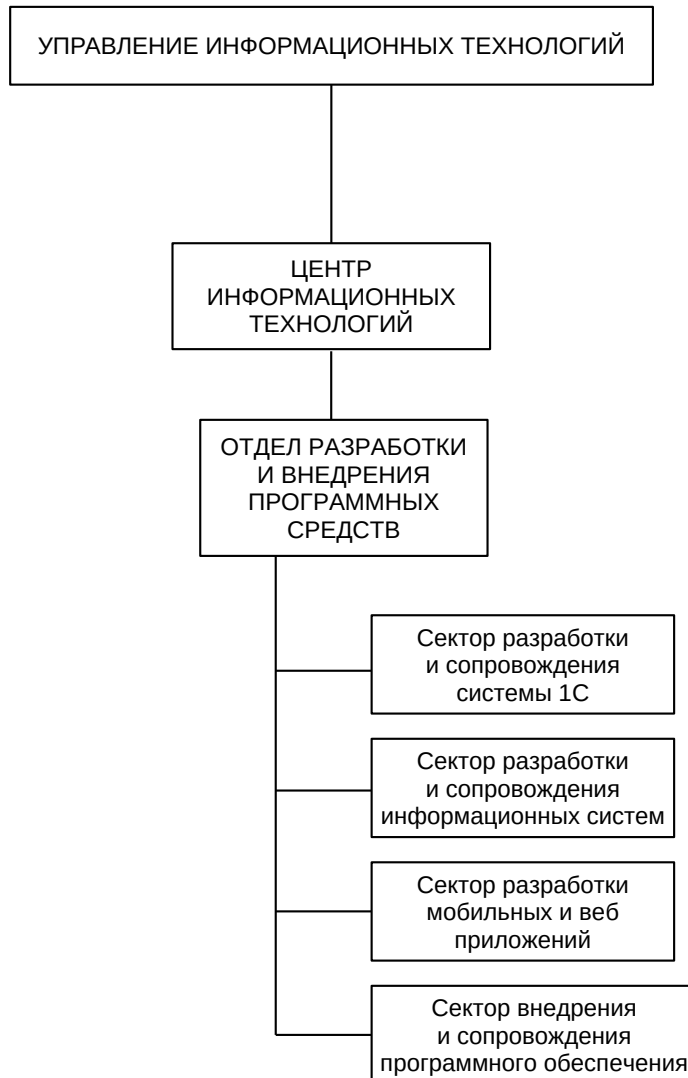 УПРАВЛЕНИЕ ИНФОРМАЦИОННЫХ ТЕХНОЛОГИЙ
ЦЕНТР
ИНФОРМАЦИОННЫХ
ТЕХНОЛОГИЙ
ОТДЕЛ РАЗРАБОТКИ
И ВНЕДРЕНИЯ
ПРОГРАММНЫХ
СРЕДСТВ
Сектор разработки
и сопровождения
системы 1С
Сектор разработки
и сопровождения
информационных систем
Сектор разработки
мобильных и веб
приложений
Сектор внедрения
и сопровождения
программного обеспечения